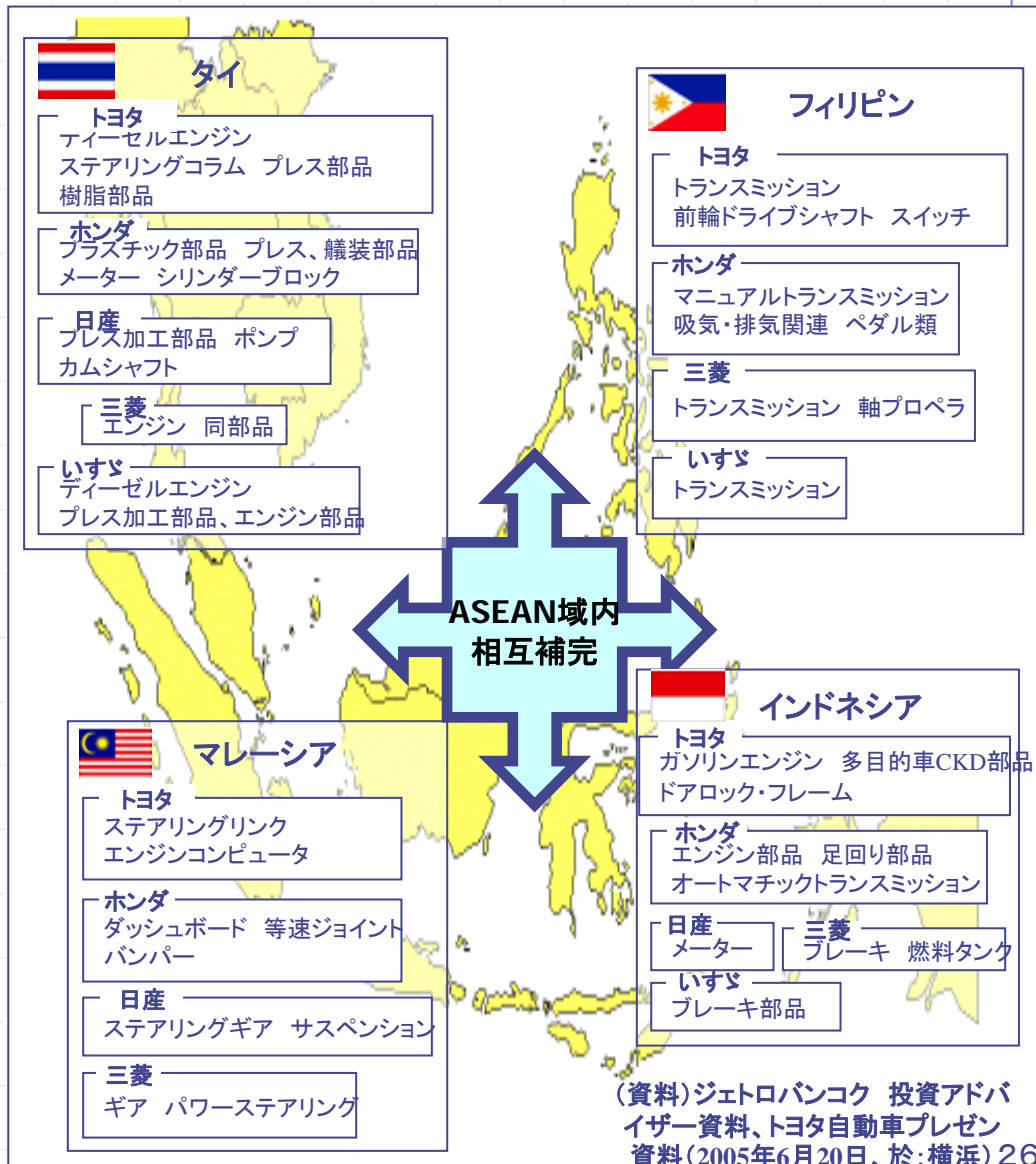 タイ
トヨタ
ディーゼルエンジン
ステアリングコラム プレス部品
樹脂部品
ホンダ
プラスチック部品 プレス、艤装部品
メーター シリンダーブロック
日産
プレス加工部品 ポンプ
カムシャフト
三菱
エンジン 同部品
いすゞ
ディーゼルエンジン
プレス加工部品、エンジン部品
フィリピン
トヨタ
トランスミッション
前輪ドライブシャフト スイッチ
ホンダ
マニュアルトランスミッション
吸気・排気関連 ペダル類
三菱
トランスミッション 軸プロペラ
いすゞ
トランスミッション
ASEAN域内
相互補完
マレーシア
トヨタ
ステアリングリンク
エンジンコンピュータ
ホンダ
ダッシュボード 等速ジョイント
バンパー
日産
ステアリングギア サスペンション
三菱
ギア パワーステアリング
インドネシア
トヨタ
ガソリンエンジン 多目的車CKD部品
ドアロック・フレーム
ホンダ
エンジン部品 足回り部品
オートマチックトランスミッション
日産
メーター
三菱
ブレーキ 燃料タンク
いすゞ
ブレーキ部品
(資料)ジェトロバンコク 投資アドバ
イザー資料、トヨタ自動車プレゼン
資料(2005年6月20日、於:横浜) 26